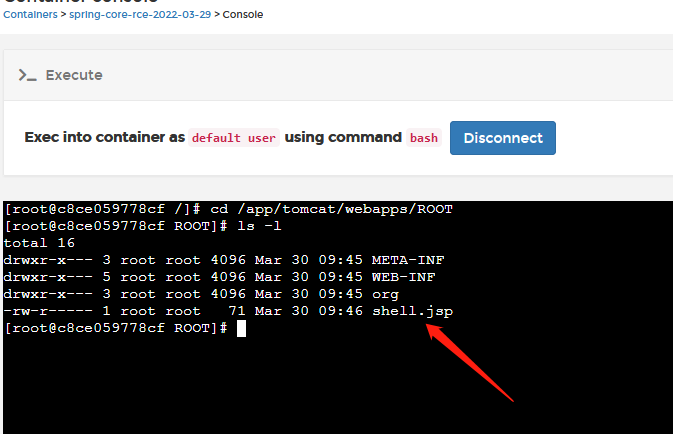 Container console
Containers > spring-core-rce-2022-03-29 > Console
>_ Execute
Exec into container as default user using command bash Disconnect
[root@c8ce059778cf /]# cd /app/tomcat/webapps/ROOT
[root@c8ce059778cf ROOT]# ls -l
total 16
drwxr-x--- 3 root root 4096 Mar 30 09:45 META-INF
drwxr-x--- 5 root root 4096 Mar 30 09:45 WEB-INF
drwxr-x--- 3 root root 4096 Mar 30 09:45 org
-rw-r----- 1 root root   71 Mar 30 09:46 shell.jsp
[root@c8ce059778cf ROOT]#